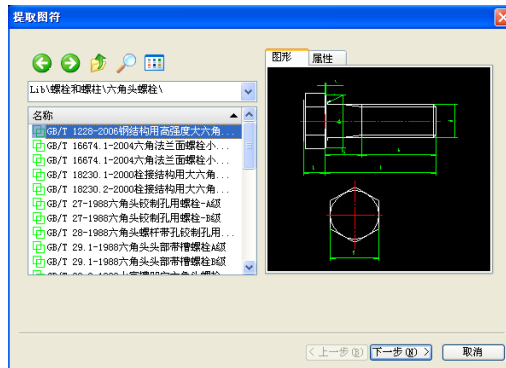 提取图符
Lib\螺栓和螺柱\六角头螺栓\
图形
属性
名称
GB/T 1228-2006钢结构用高强度大六角...
GB/T 16674.1-2004六角法兰面螺栓小...
GB/T 16674.1-2004六角法兰面螺栓小...
GB/T 18230.1-2000栓接结构用大六角...
GB/T 18230.2-2000栓接结构用大六角...
GB/T 27-1988六角头铰制孔用螺栓-A级
GB/T 27-1988六角头铰制孔用螺栓-B级
GB/T 28-1988六角头螺杆带孔铰制孔用...
GB/T 29.1-1988六角头头部带槽螺栓A级
GB/T 29.1-1988六角头头部带槽螺栓B级
< 上一步(B)
下一步(N) >
取消